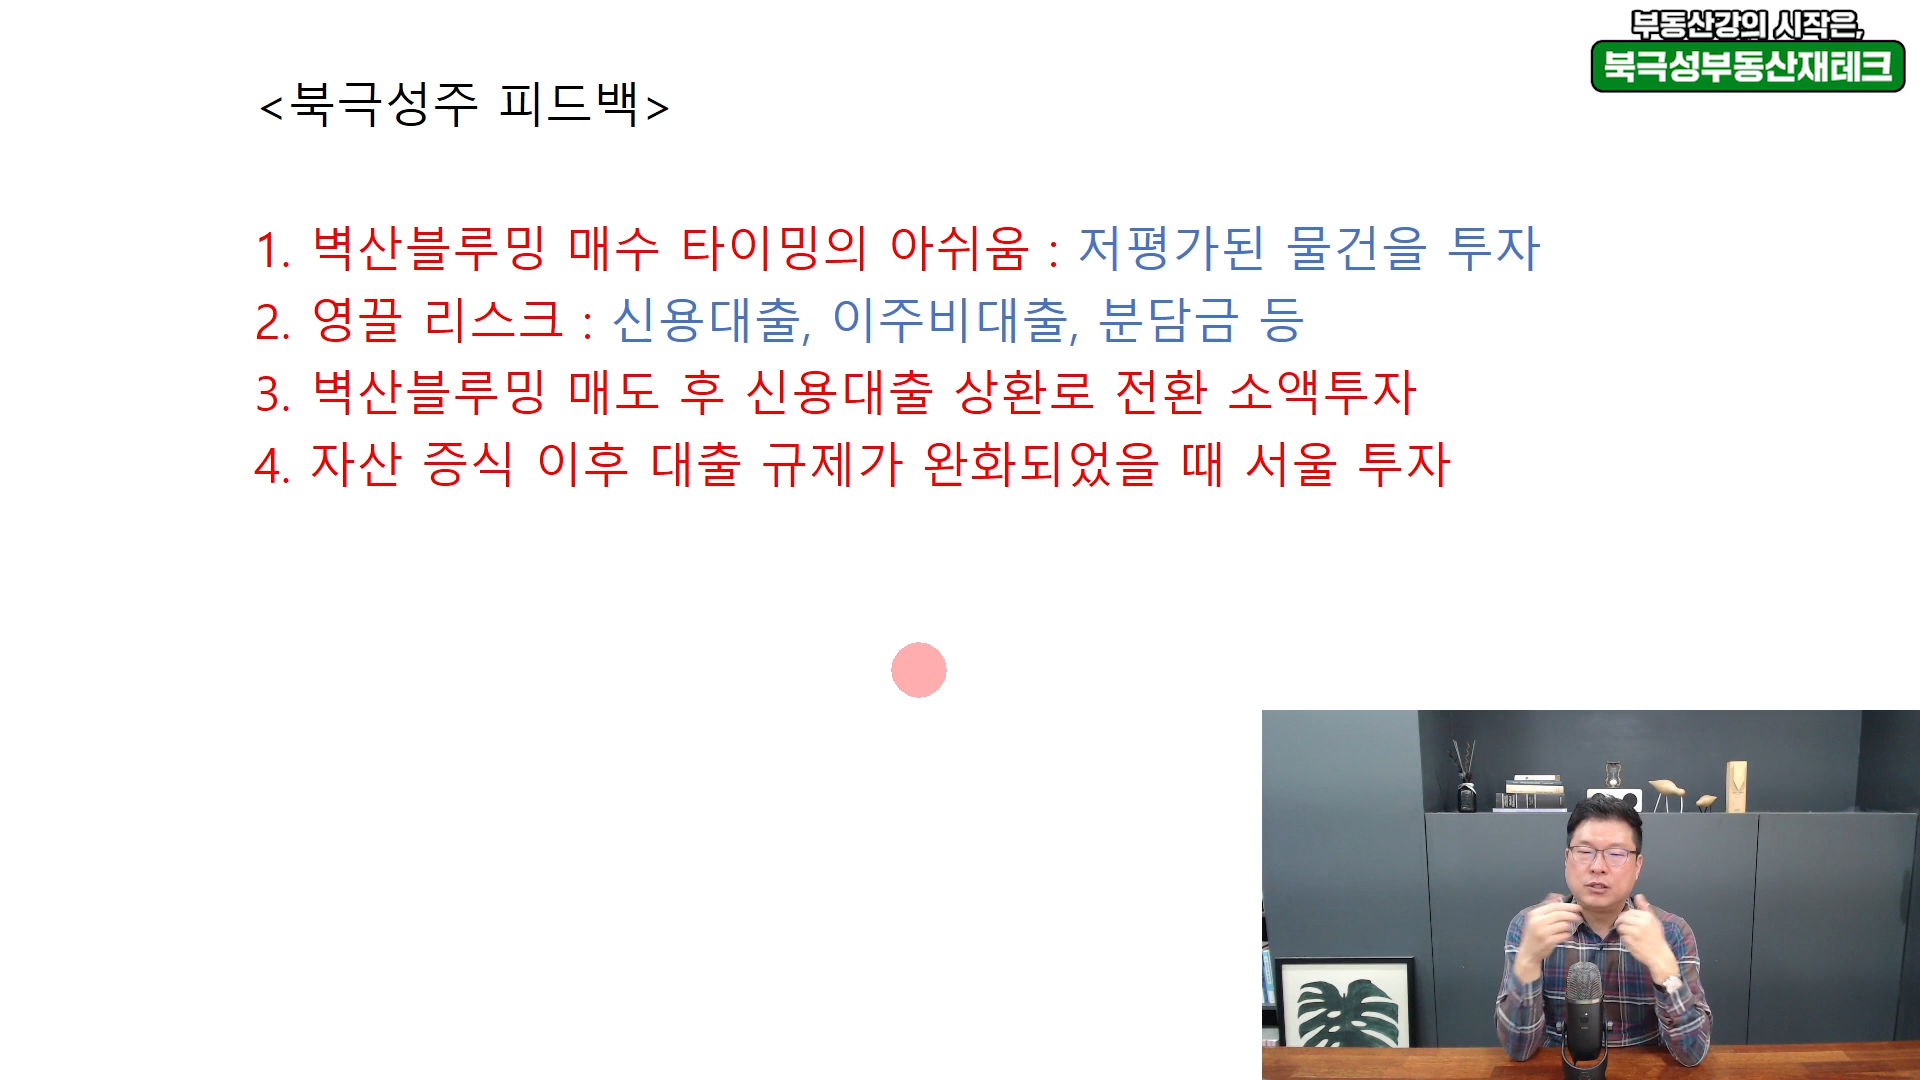 부동산강의 시작은,
북극성부동산재테크
<북극성주 피드백>
1. 벽산블루밍 매수 타이밍의 아쉬움 : 저평가된 물건을 투자
2. 영끌 리스크 : 신용대출, 이주비대출, 분담금 등
3. 벽산블루밍 매도 후 신용대출 상환로 전환 소액투자
4. 자산 증식 이후 대출 규제가 완화되었을 때 서울 투자